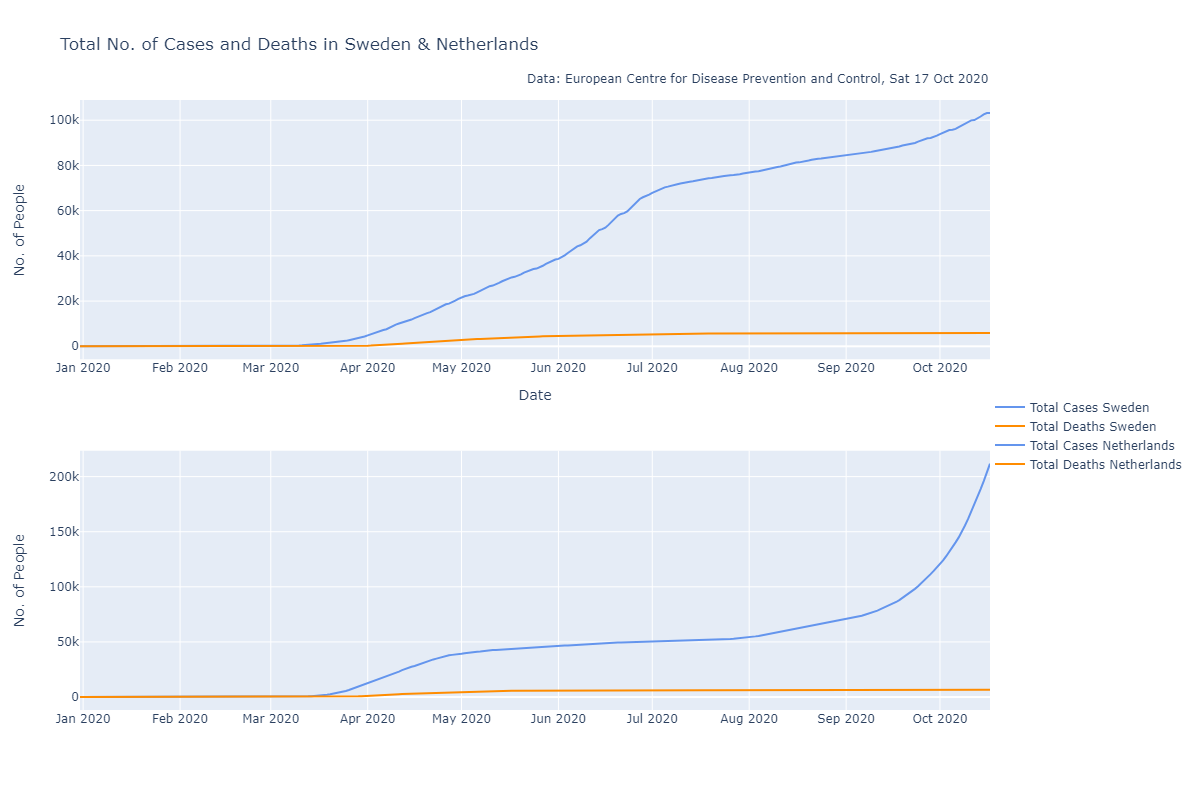 Total No. of Cases and Deaths in Sweden & Netherlands
Data: European Centre for Disease Prevention and Control, Sat 17 Oct 2020
No. of People
100k
80k
60k
40k
20k
0
Jan 2020 Feb 2020 Mar 2020 Apr 2020 May 2020 Jun 2020 Jul 2020 Aug 2020 Sep 2020 Oct 2020
Date
Total Cases Sweden
Total Deaths Sweden
Total Cases Netherlands
Total Deaths Netherlands
No. of People
200k
150k
100k
50k
0
Jan 2020 Feb 2020 Mar 2020 Apr 2020 May 2020 Jun 2020 Jul 2020 Aug 2020 Sep 2020 Oct 2020